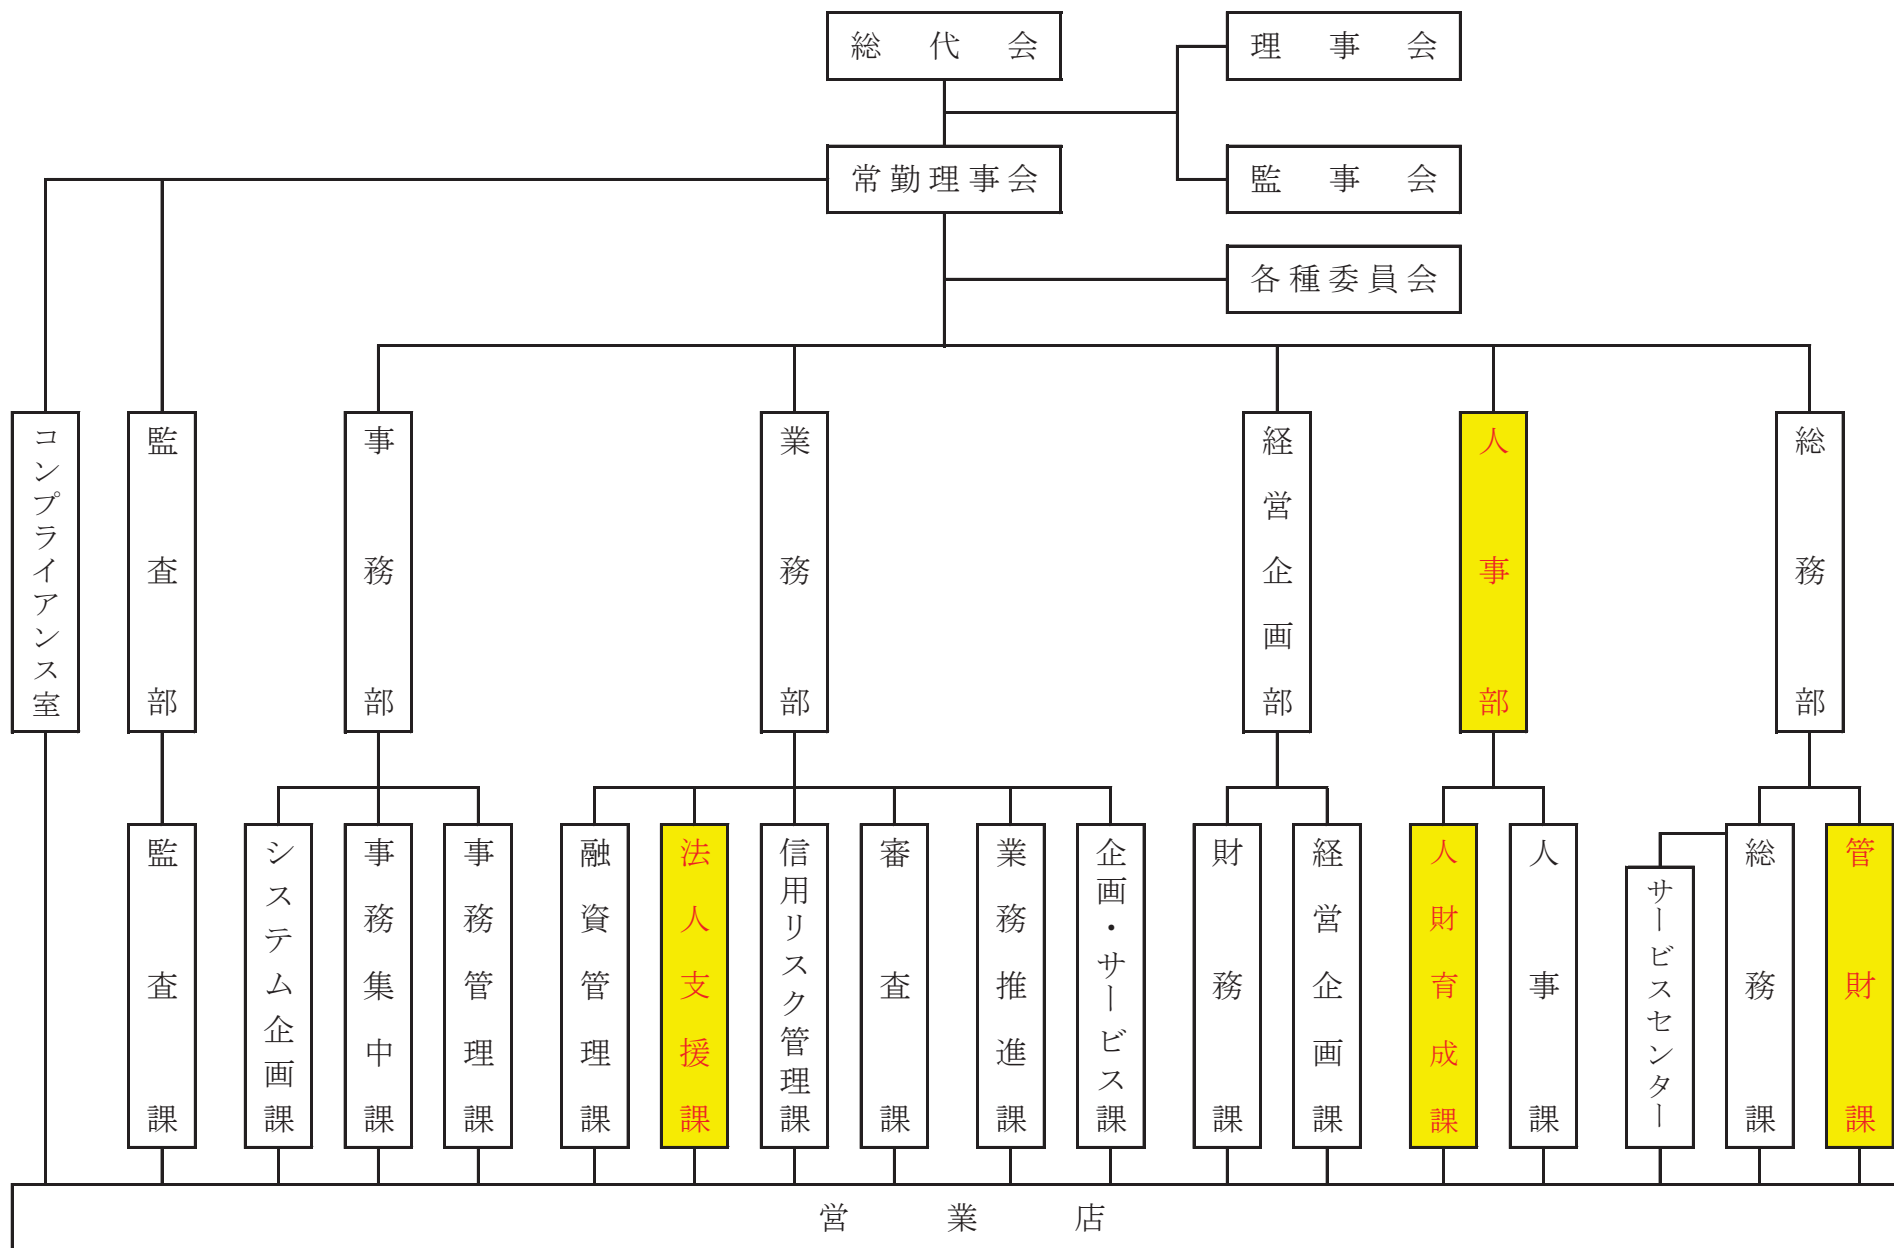 総代会
理事会
常勤理事会
監事会
各種委員会
コンプライアンス室
監査部
事務部
業務部
経営企画部
人事部
総務部
監査課
システム企画課
事務集中課
事務管理課
融資管理課
法人支援課
信用リスク管理課
審査課
業務推進課
企画・サービス課
財務課
経営企画課
人財育成課
人事課
サービスセンター
総務課
管財課
営業店